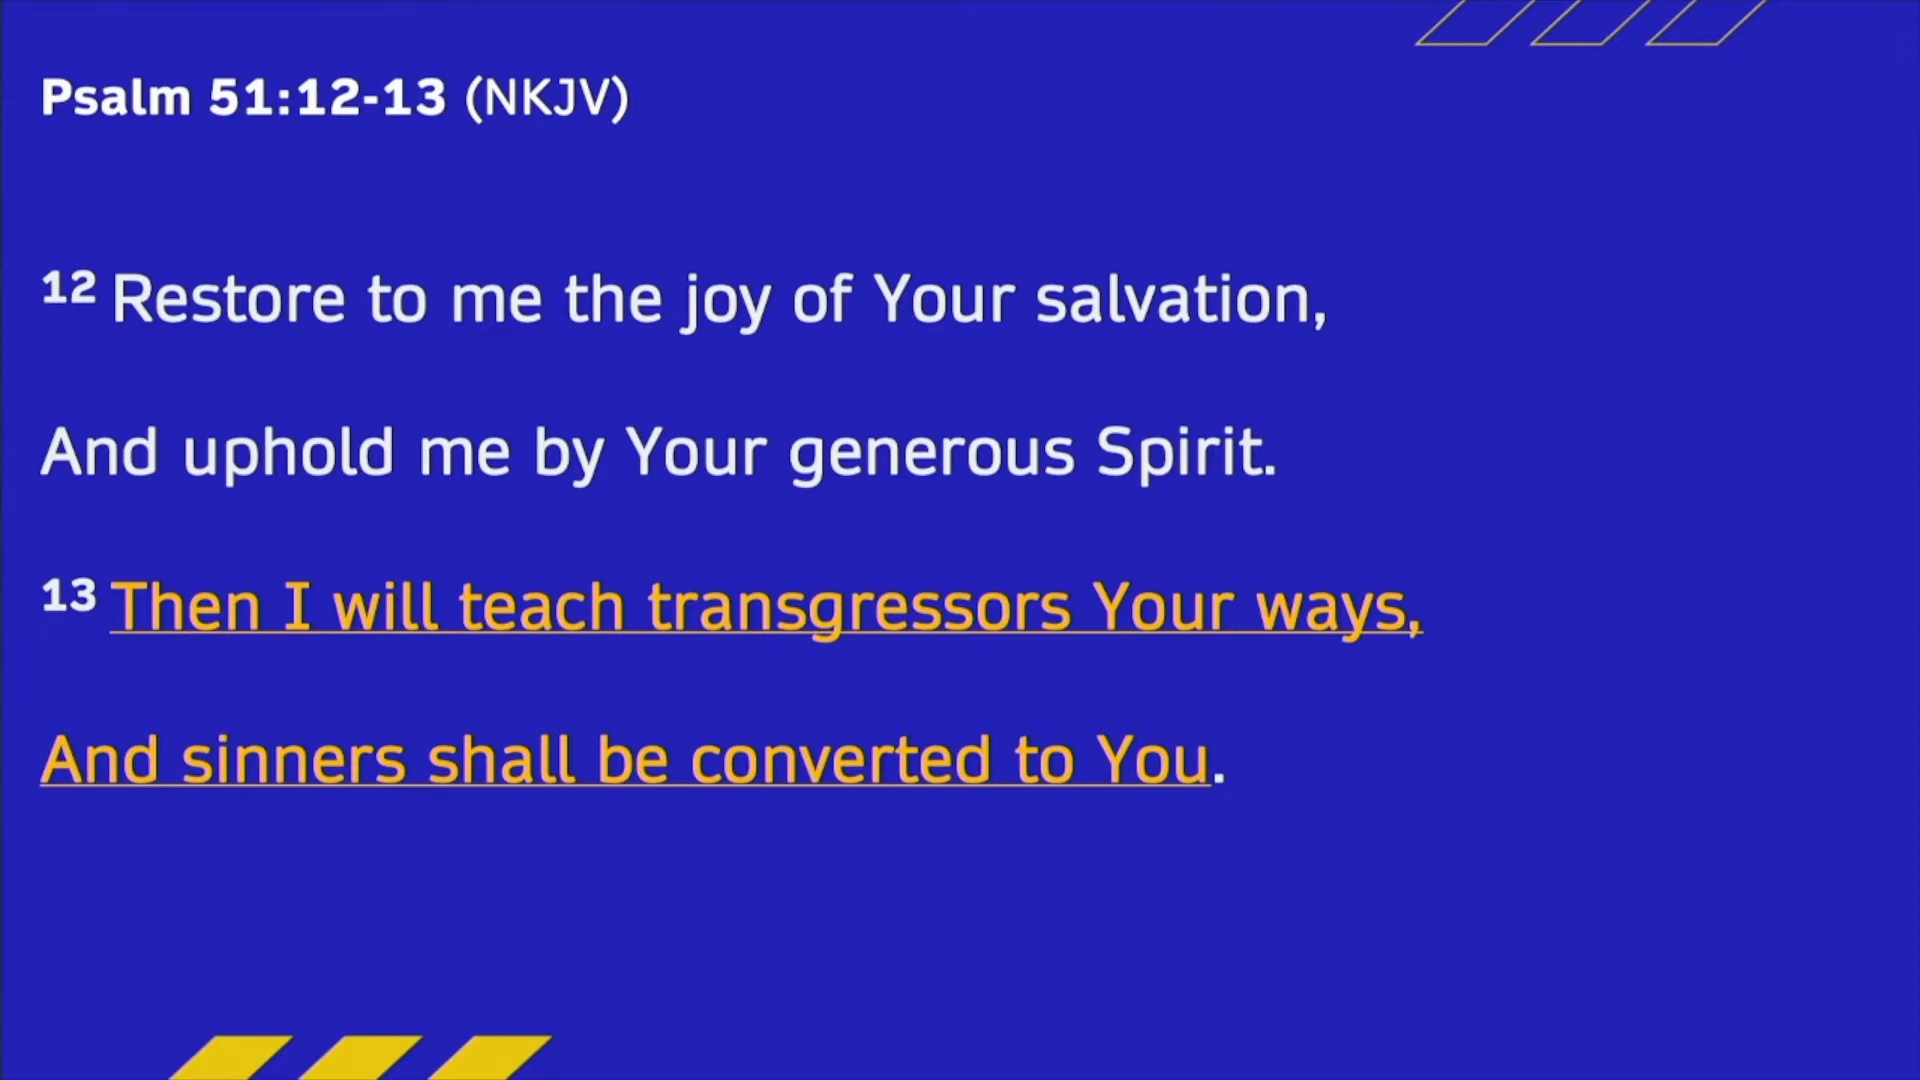 Psalm 51:12-13 (NKJV)
12 Restore to me the joy of Your salvation,
And uphold me by Your generous Spirit.
13 Then I will teach transgressors Your ways,
And sinners shall be converted to You.